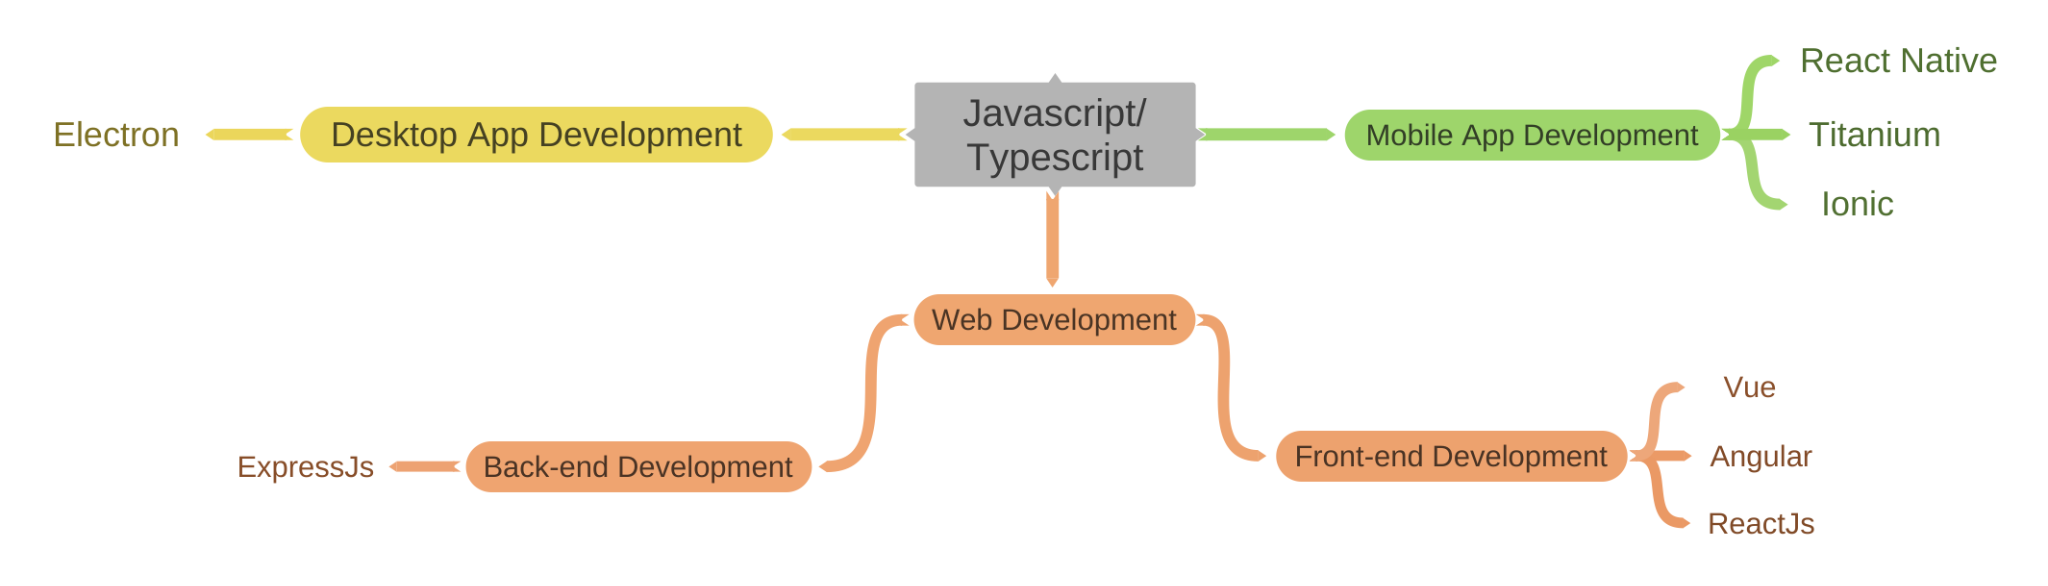 React Native
Javascript/
Typescript
Electron
Desktop App Development
Mobile App Development
Titanium
Ionic
Web Development
Vue
ExpressJs
Back-end Development
Front-end Development
Angular
ReactJs